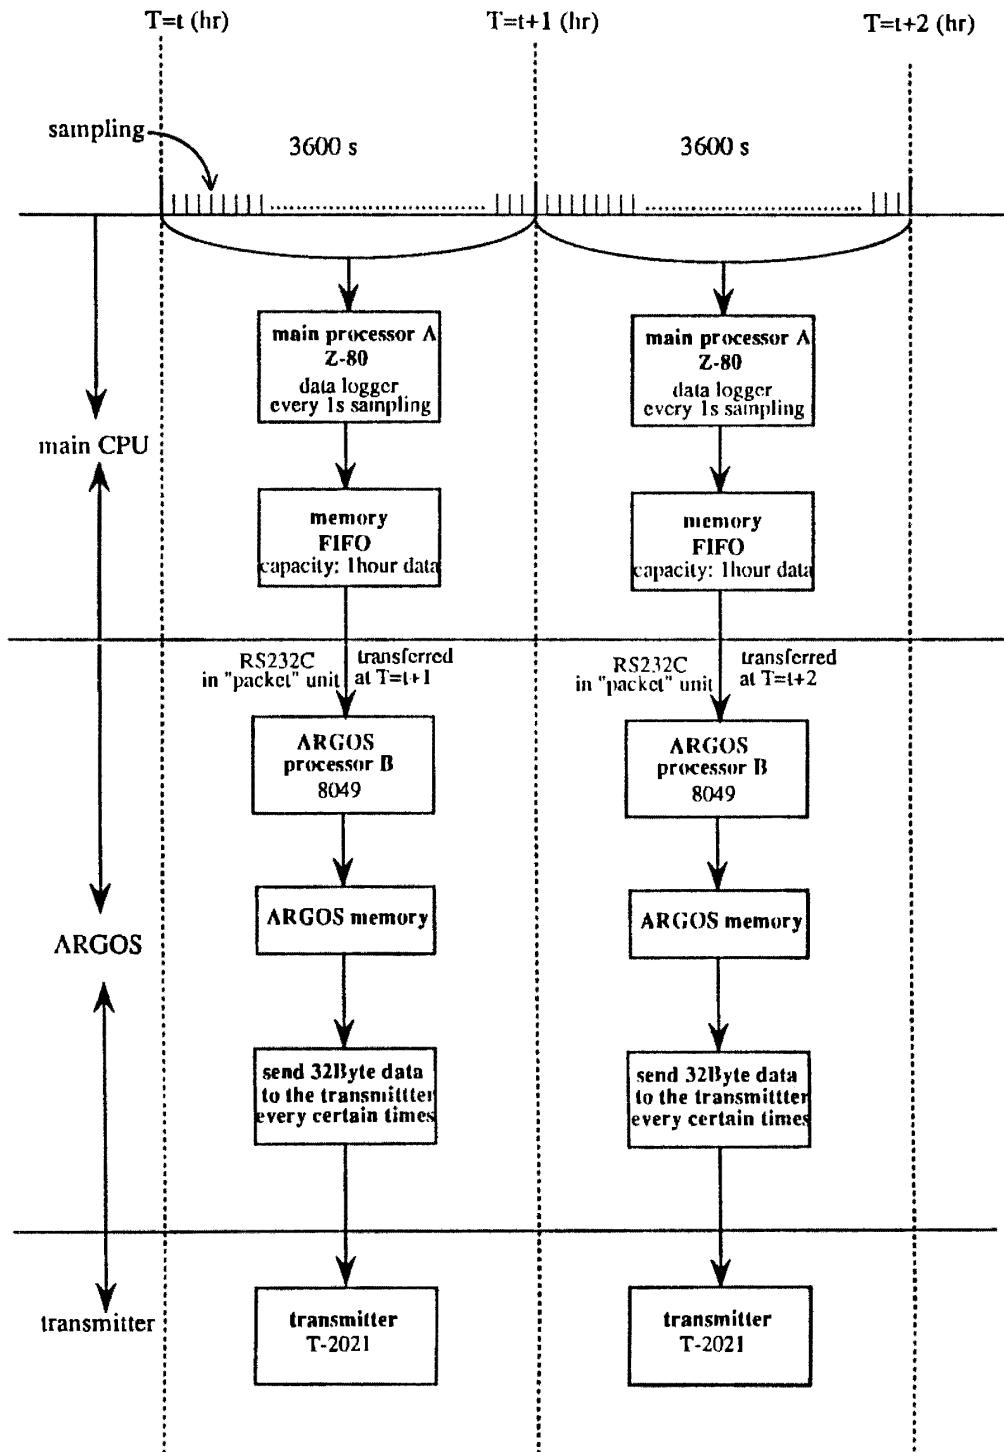 T=t (hr)
T=t+1 (hr)
T=t+2 (hr)
sampling
3600 s
3600 s
main processor A
Z-80
data logger
every 1s sampling
main processor A
Z-80
data logger
every 1s sampling
main CPU
memory
FIFO
capacity: 1hour data
memory
FIFO
capacity: 1hour data
RS232C
in "packet" unit
transferred
at T=t+1
RS232C
in "packet" unit
transferred
at T=t+2
ARGOS
processor B
8049
ARGOS
processor B
8049
ARGOS memory
ARGOS memory
ARGOS
send 32Byte data
to the transmittter
every certain times
send 32Byte data
to the transmittter
every certain times
transmitter
transmitter
T-2021
transmitter
T-2021